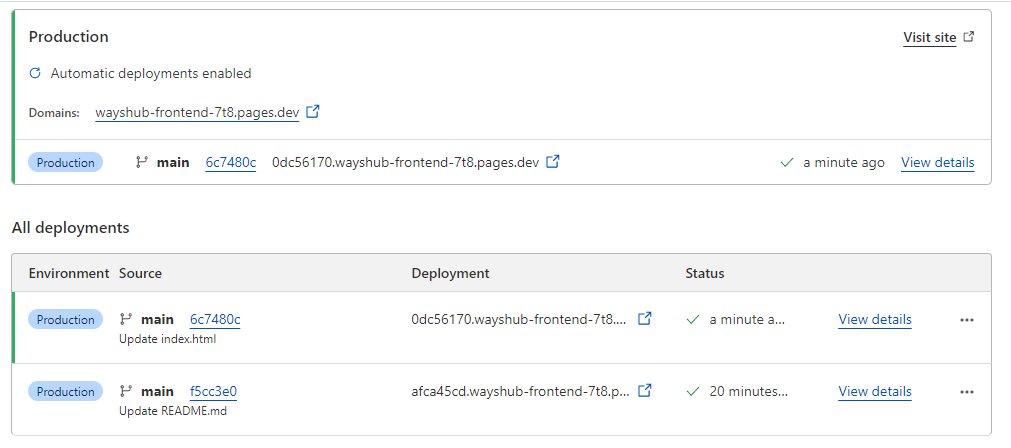 Production
Visit site
Automatic deployments enabled
Domains: wayshub-frontend-7t8.pages.dev
Production main 6c7480c 0dc56170.wayshub-frontend-7t8.pages.dev a minute ago View details
All deployments
Environment Source Deployment Status
Production main 6c7480c 0dc56170.wayshub-frontend-7t8.... a minute a... View details ...
Update index.html
Production main f5cc3e0 afca45cd.wayshub-frontend-7t8.p... 20 minutes... View details ...
Update README.md